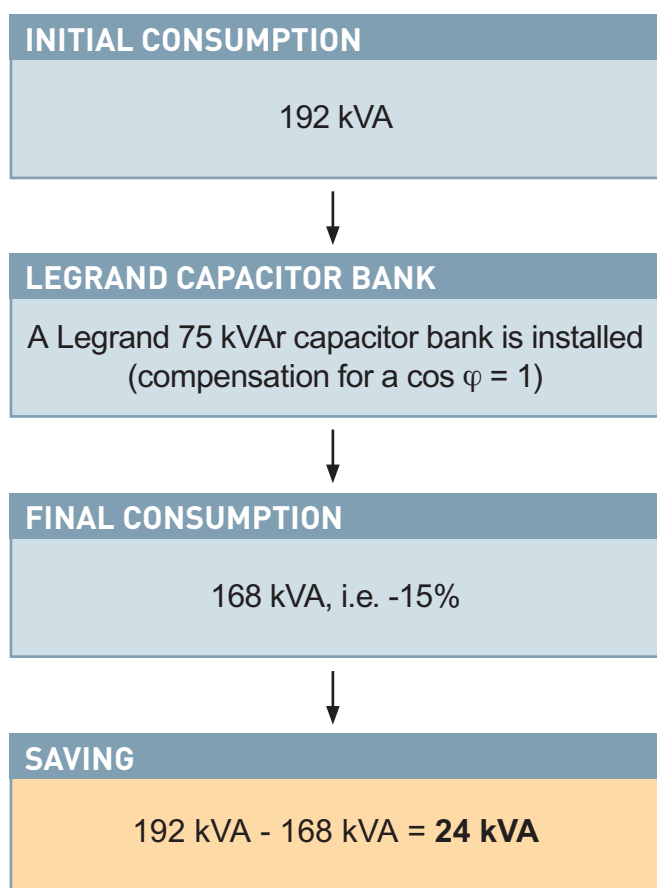 INITIAL CONSUMPTION
192 kVA
LEGRAND CAPACITOR BANK
A Legrand 75 kVAr capacitor bank is installed
(compensation for a cos φ = 1)
FINAL CONSUMPTION
168 kVA, i.e. -15%
SAVING
192 kVA - 168 kVA = 24 kVA